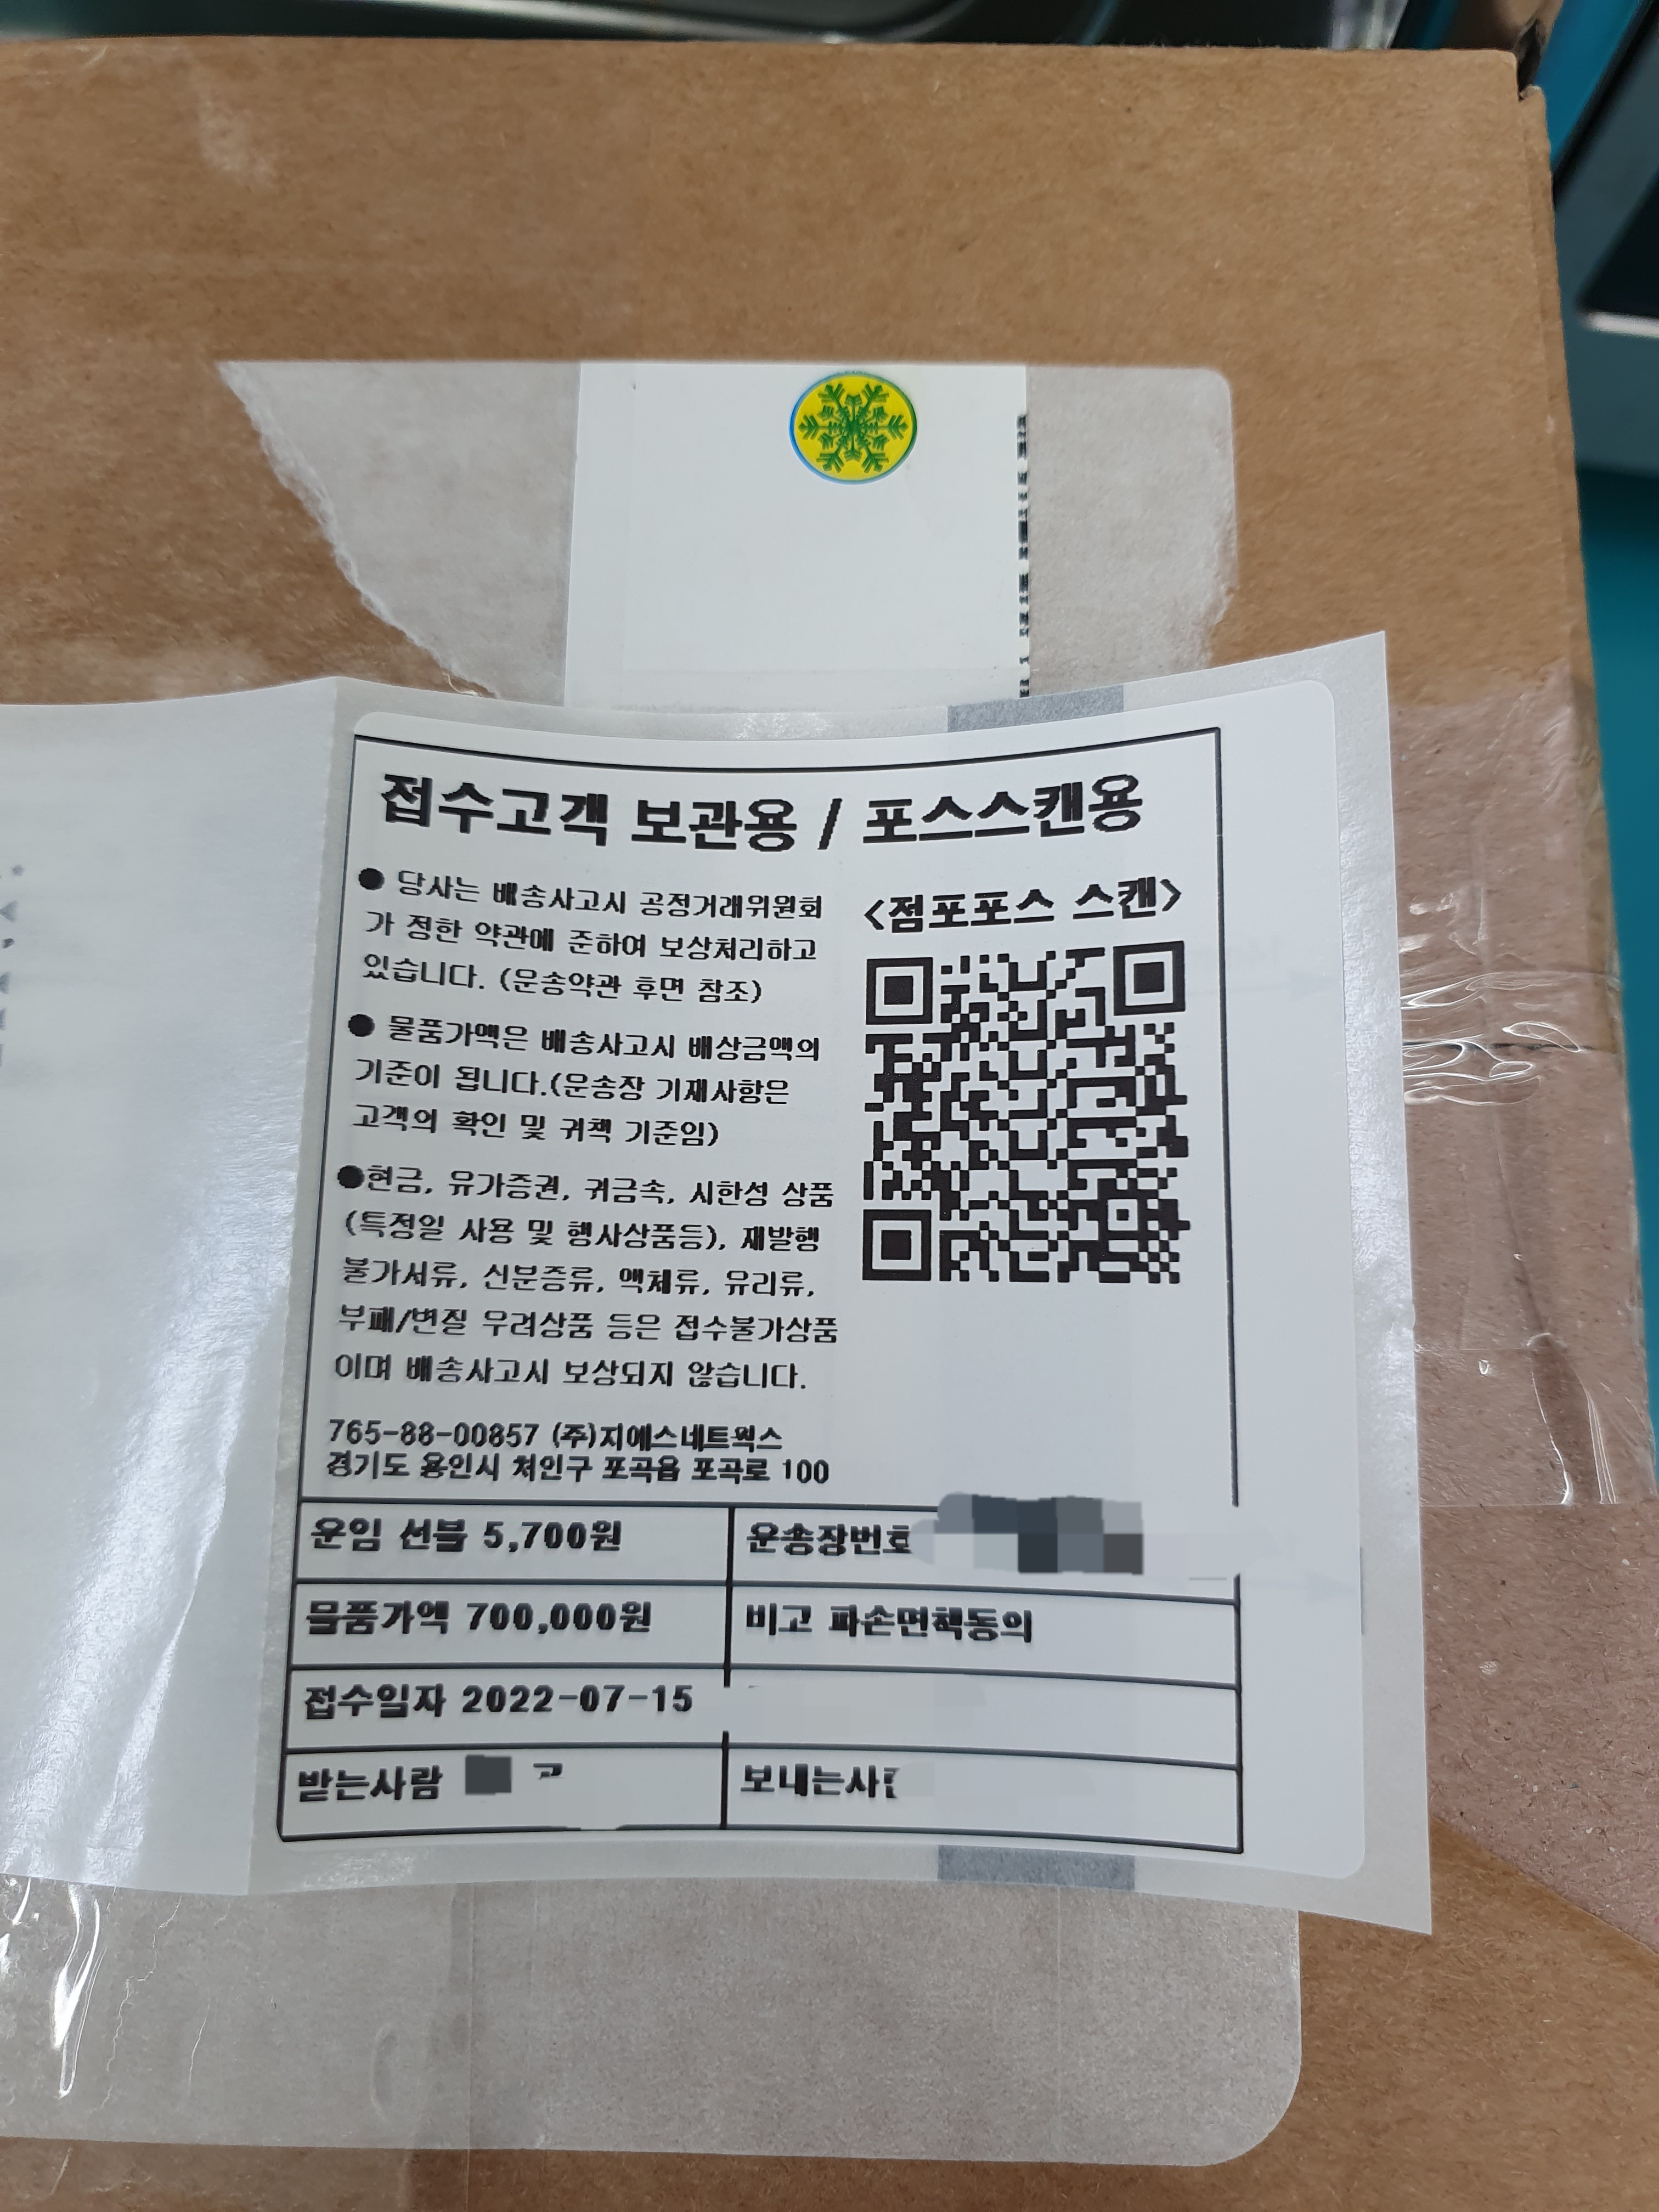 접수고객 보관용 / 포스스캔용
● 당사는 배송사고시 공정거래위원회
가 정한 약관에 준하여 보상처리하고
있습니다. (운송약관 후면 참조)
● 물품가액은 배송사고시 배상금액의
기준이 됩니다.(운송장 기재사항은
고객의 확인 및 귀책 기준임)
●현금, 유가증권, 귀금속, 시한성 상품
(특정일 사용 및 행사상품등), 재발행
불가서류, 신분증류, 액체류, 유리류,
부패/변질 우려상품 등은 접수불가상품
이며 배송사고시 보상되지 않습니다.
<점포포스 스캔>
765-88-00857 (주)지에스네트웍스
경기도 용인시 처인구 포곡읍 포곡로 100
운임 선불 5,700원
운송장번호
물품가액 700,000원
비고 파손면책동의
접수일자 2022-07-15
받는사람
보내는사